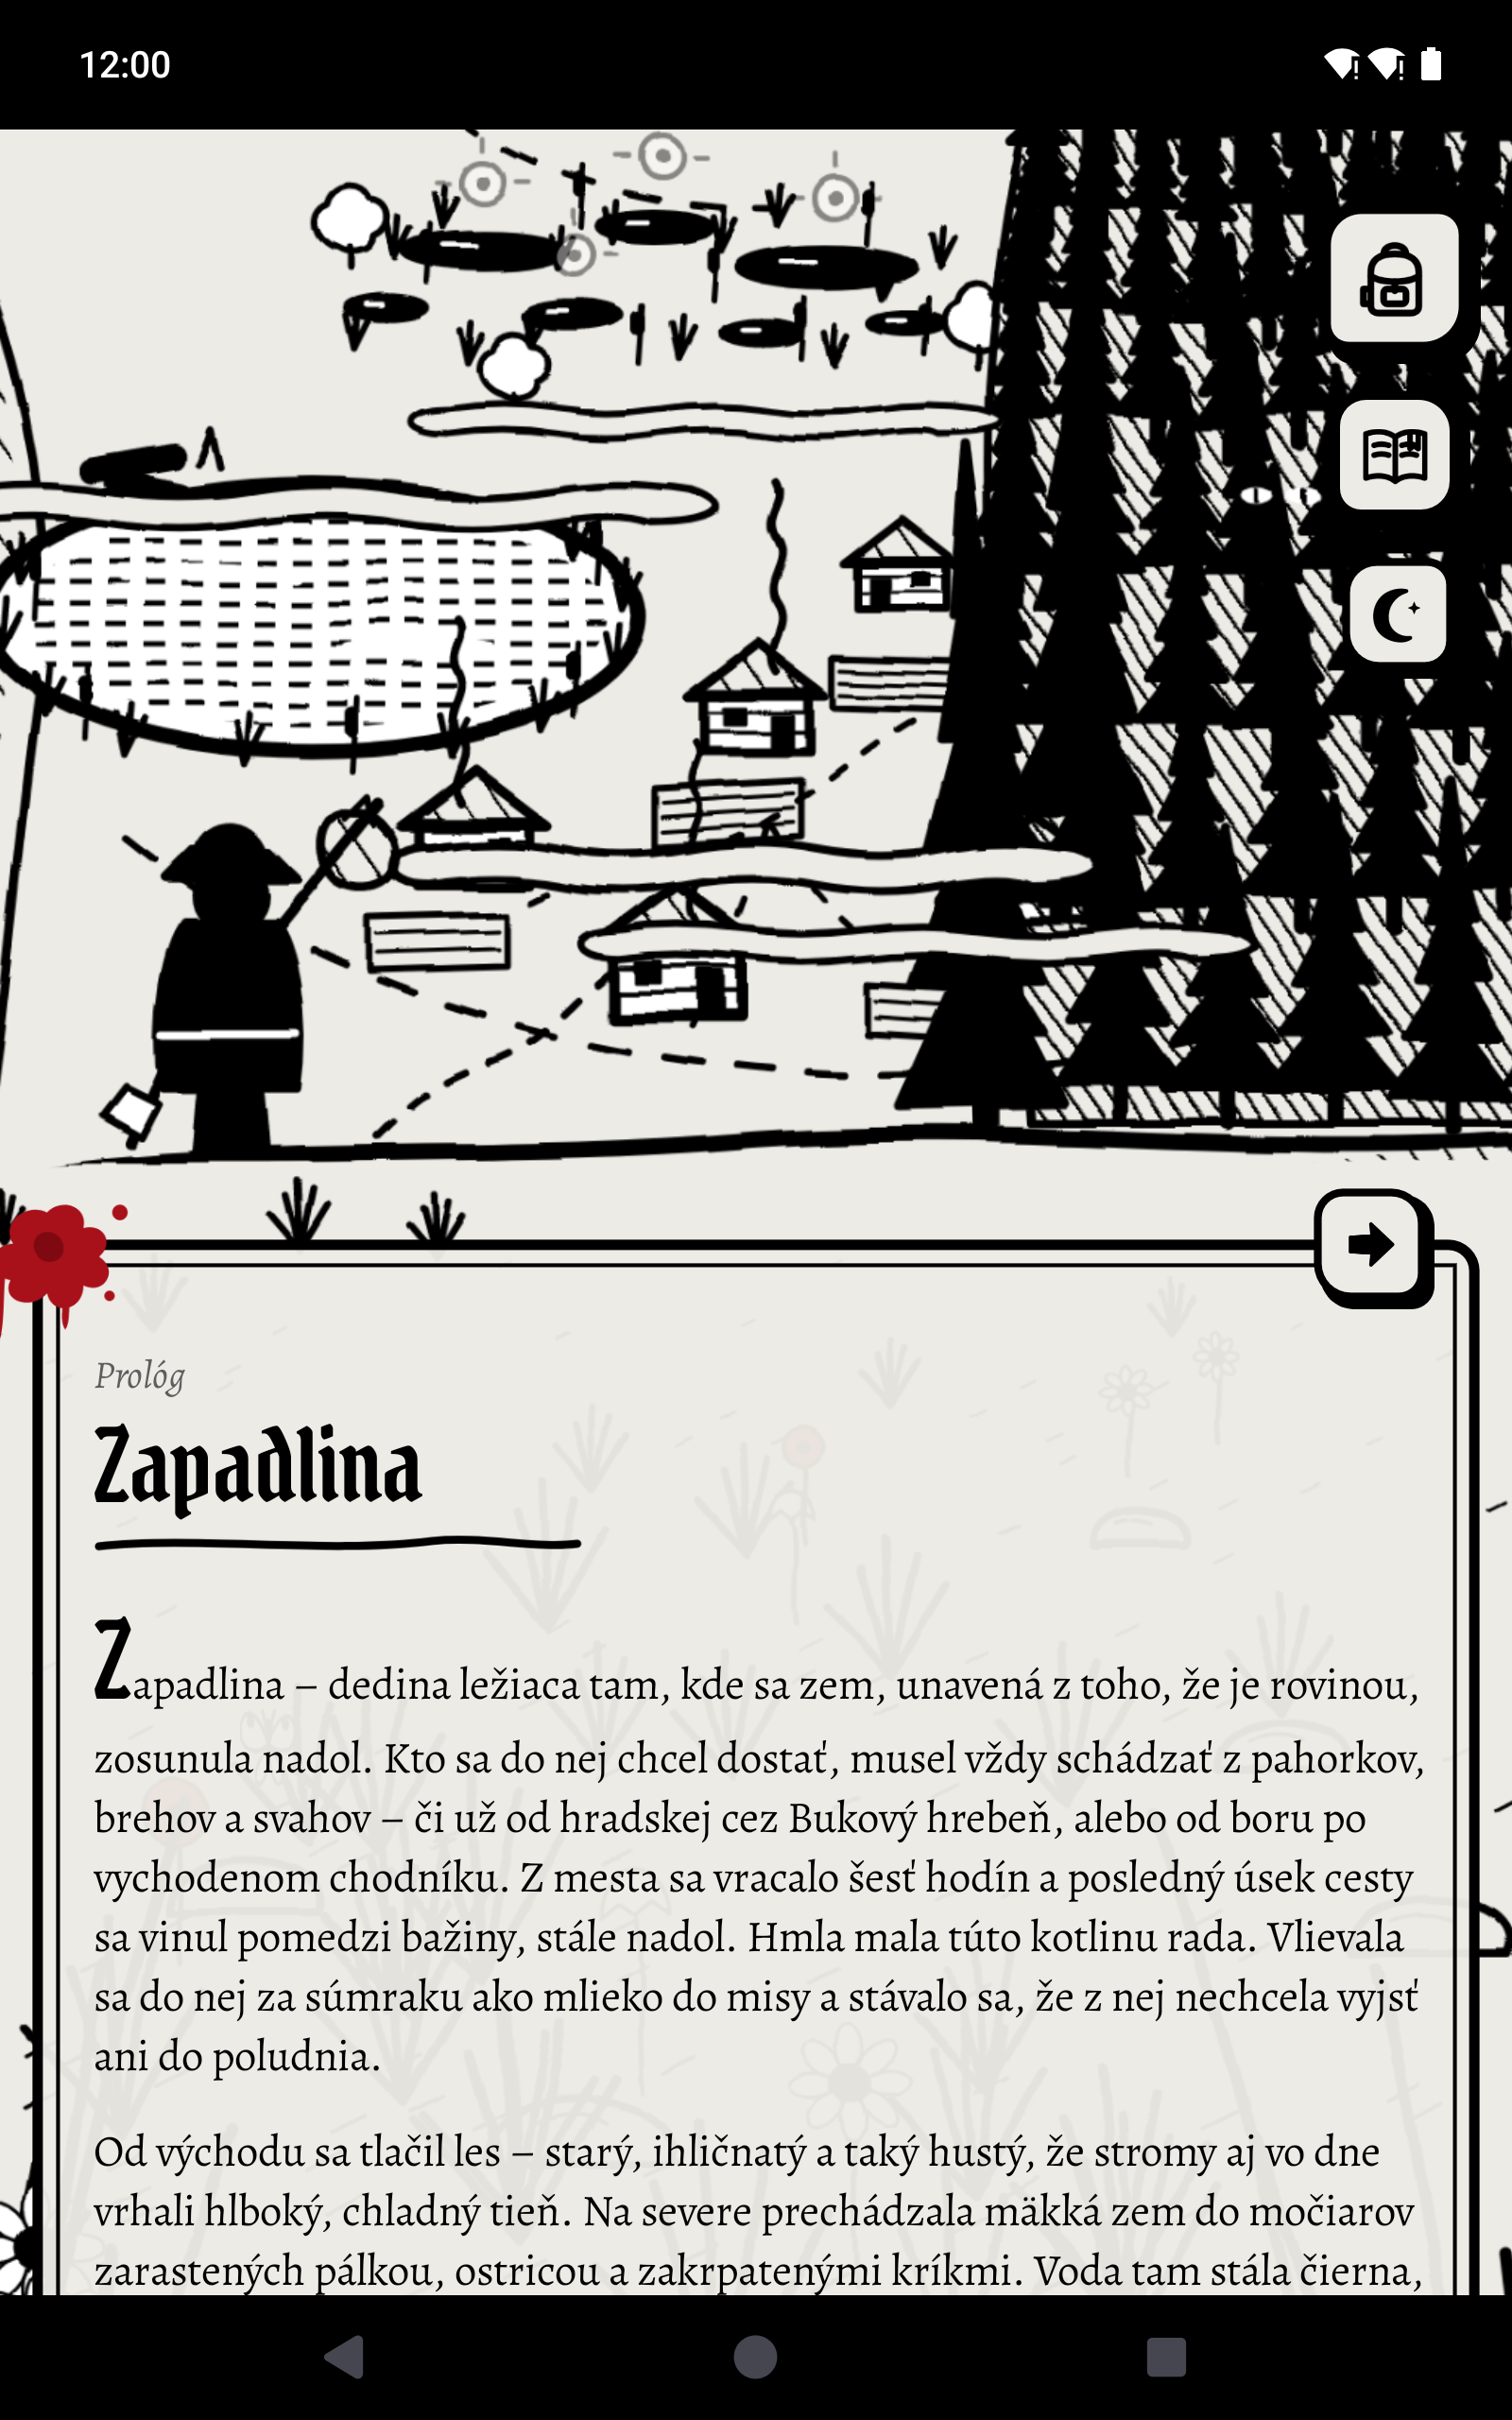 12:00
Prológ
Zapadlina
Zapadlina – dedina ležiaca tam, kde sa zem, unavená z toho, že je rovinou,
zosunula nadol. Kto sa do nej chcel dostať, musel vždy schádzať z pahorkov,
brehov a svahov – či už od hradskej cez Bukový hrebeň, alebo od boru po
vychodenom chodníku. Z mesta sa vracalo šesť hodín a posledný úsek cesty
sa vinul pomedzi bažiny, stále nadol. Hmla mala túto kotlinu rada. Vlievala
sa do nej za súmraku ako mlieko do misy a stávalo sa, že z nej nechcela vyjsť
ani do poludnia.
Od východu sa tlačil les – starý, ihličnatý a taký hustý, že stromy aj vo dne
vrhali hlboký, chladný tieň. Na severe prechádzala mäkká zem do močiarov
zarastených pálkou, ostricou a zakrpatenými kríkmi. Voda tam stála čierna,